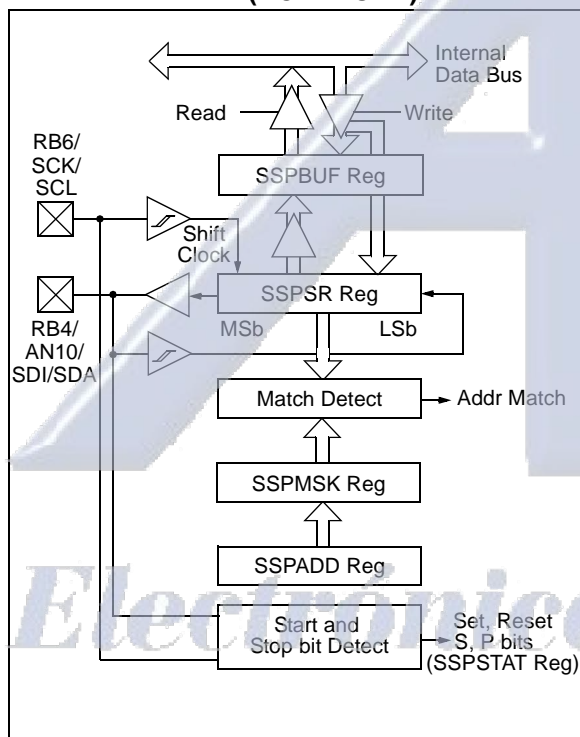 Internal
Data Bus
Read
Write
RB6/
SCK/
SCL
SSPBUF Reg
Shift
Clock
SSPSR Reg
MSb
LSb
RB4/
AN10/
SDI/SDA
Match Detect
Addr Match
SSPMSK Reg
SSPADD Reg
Electrónica
Start and
Stop bit Detect
Set, Reset
S, P bits
(SSPSTAT Reg)